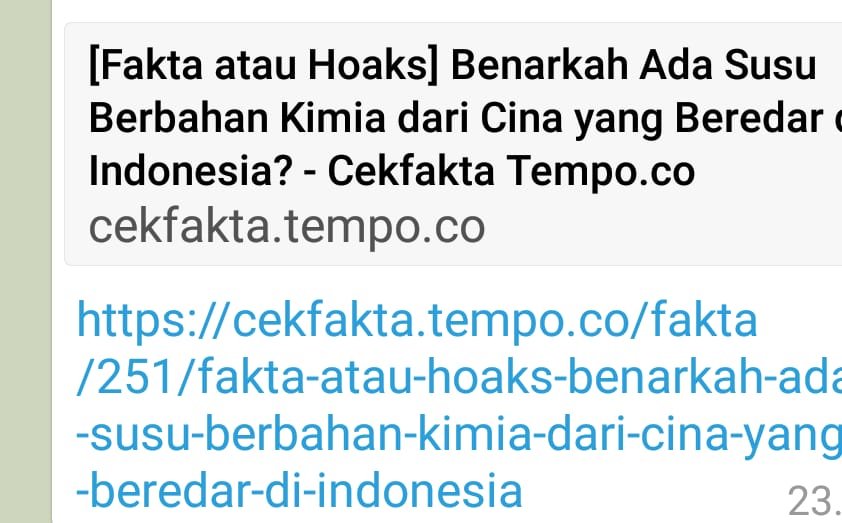 [Fakta atau Hoaks] Benarkah Ada Susu
Berbahan Kimia dari Cina yang Beredar
Indonesia? - Cekfakta Tempo.co
cekfakta.tempo.co
https://cekfakta.tempo.co/fakta
/251/fakta-atau-hoaks-benarkah-ada
-susu-berbahan-kimia-dari-cina-yang
-beredar-di-indonesia
23.